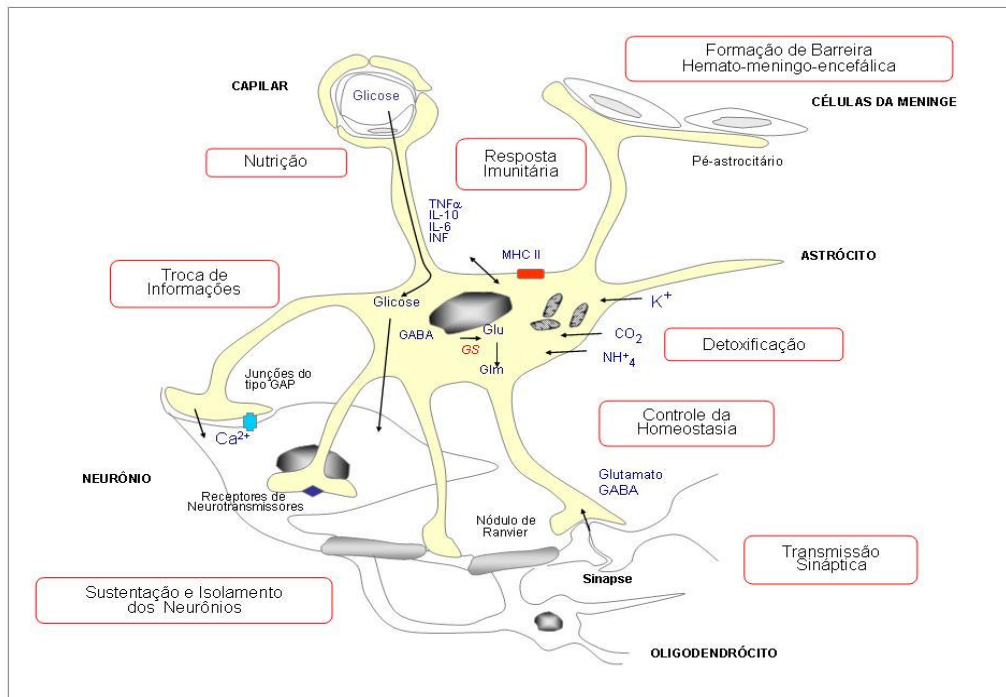 Formação de Barreira
Hemato-meningo-encefálica
CAPILAR
Glicose
CÉLULAS DA MENINGE
Nutrição
Resposta
Imunitária
Pé-astrocitário
TNFα
IL-10
IL-6
INF
MHC II
ASTRÓCITO
Troca de
Informações
Glicose
K⁺
GABA
Glu
CO₂
GS
Detoxificação
NH⁺₄
Glm
Junções do
tipo GAP
Controle da
Homeostasia
Ca²⁺
NEURÔNIO
Glutamato
GABA
Receptores de
Neurotransmissores
Nódulo de
Ranvier
Transmissão
Sináptica
Sinapse
Sustentação e Isolamento
dos Neurônios
OLIGODENDRÓCITO